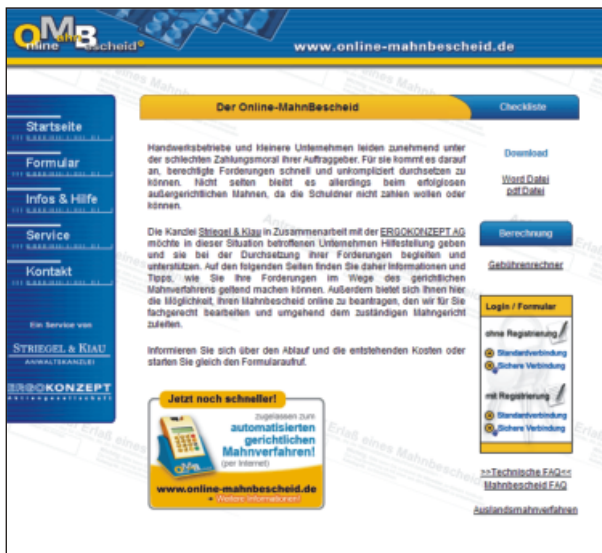 Online MahnBescheid®
www.online-mahnbescheid.de
Startseite
Formular
Infos & Hilfe
Service
Kontakt
Ein Service von
STRIEGEL & KIAU
ANWALTSKANZLEI
ERGOKONZEPT
Aktiengesellschaft
Der Online-MahnBescheid
Handwerksbetriebe und kleinere Unternehmen leiden zunehmend unter
der schlechten Zahlungsmoral ihrer Auftraggeber. Für sie kommt es darauf
an, berechtigte Forderungen schnell und unkompliziert durchsetzen zu
können. Nicht selten bleibt es allerdings beim erfolglosen
außergerichtlichen Mahnen, da die Schuldner nicht zahlen wollen oder
können.
Die Kanzlei Striegel & Kiau in Zusammenarbeit mit der ERGOKONZEPT AG
möchte in dieser Situation betroffenen Unternehmen Hilfestellung geben
und sie bei der Durchsetzung ihrer Forderungen begleiten und
unterstützen. Auf den folgenden Seiten finden Sie daher Informationen und
Tipps, wie Sie Ihre Forderungen im Wege des gerichtlichen
Mahnverfahrens geltend machen können. Außerdem bietet sich Ihnen hier
die Möglichkeit, Ihren Mahnbescheid online zu beantragen, den wir für Sie
fachgerecht bearbeiten und umgehend dem zuständigen Mahngericht
zuleiten.
Informieren Sie sich über den Ablauf und die entstehenden Kosten oder
starten Sie gleich den Formularaufruf.
Jetzt noch schneller!
zugelassen zum
automatisierten
gerichtlichen
Mahnverfahren!
(per Internet)
OMB
www.online-mahnbescheid.de
Weitere Informationen!
Checkliste
Download
Word Datei
pdf Datei
Berechnung
Gebührenrechner
Login / Formular
ohne Registrierung
Standardverbindung
Sichere Verbindung
mit Registrierung
Standardverbindung
Sichere Verbindung
>>Technische FAQ<<
Mahnbescheid FAQ
Auslandsmahnverfahren